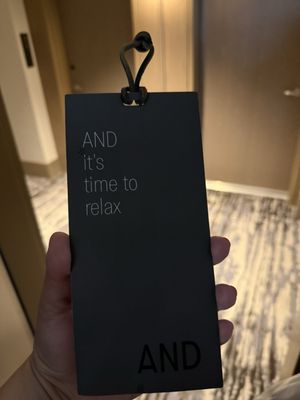 AND
it's
time to
relax
AND